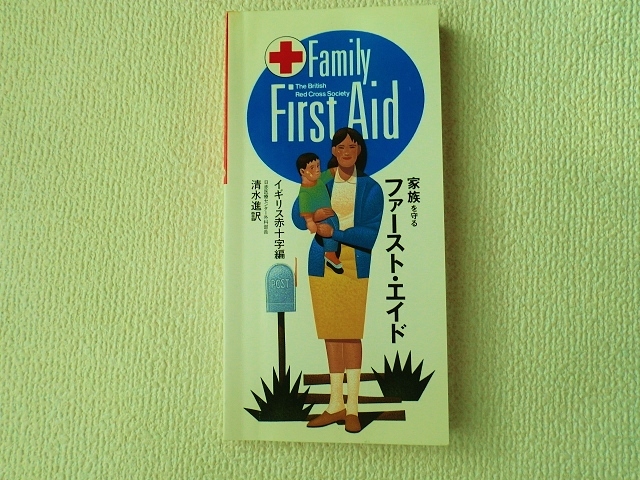 Family
The British
Red Cross Society
First Aid
家族を守る
ファースト・エイド
イギリス赤十字編
清水進訳
POST